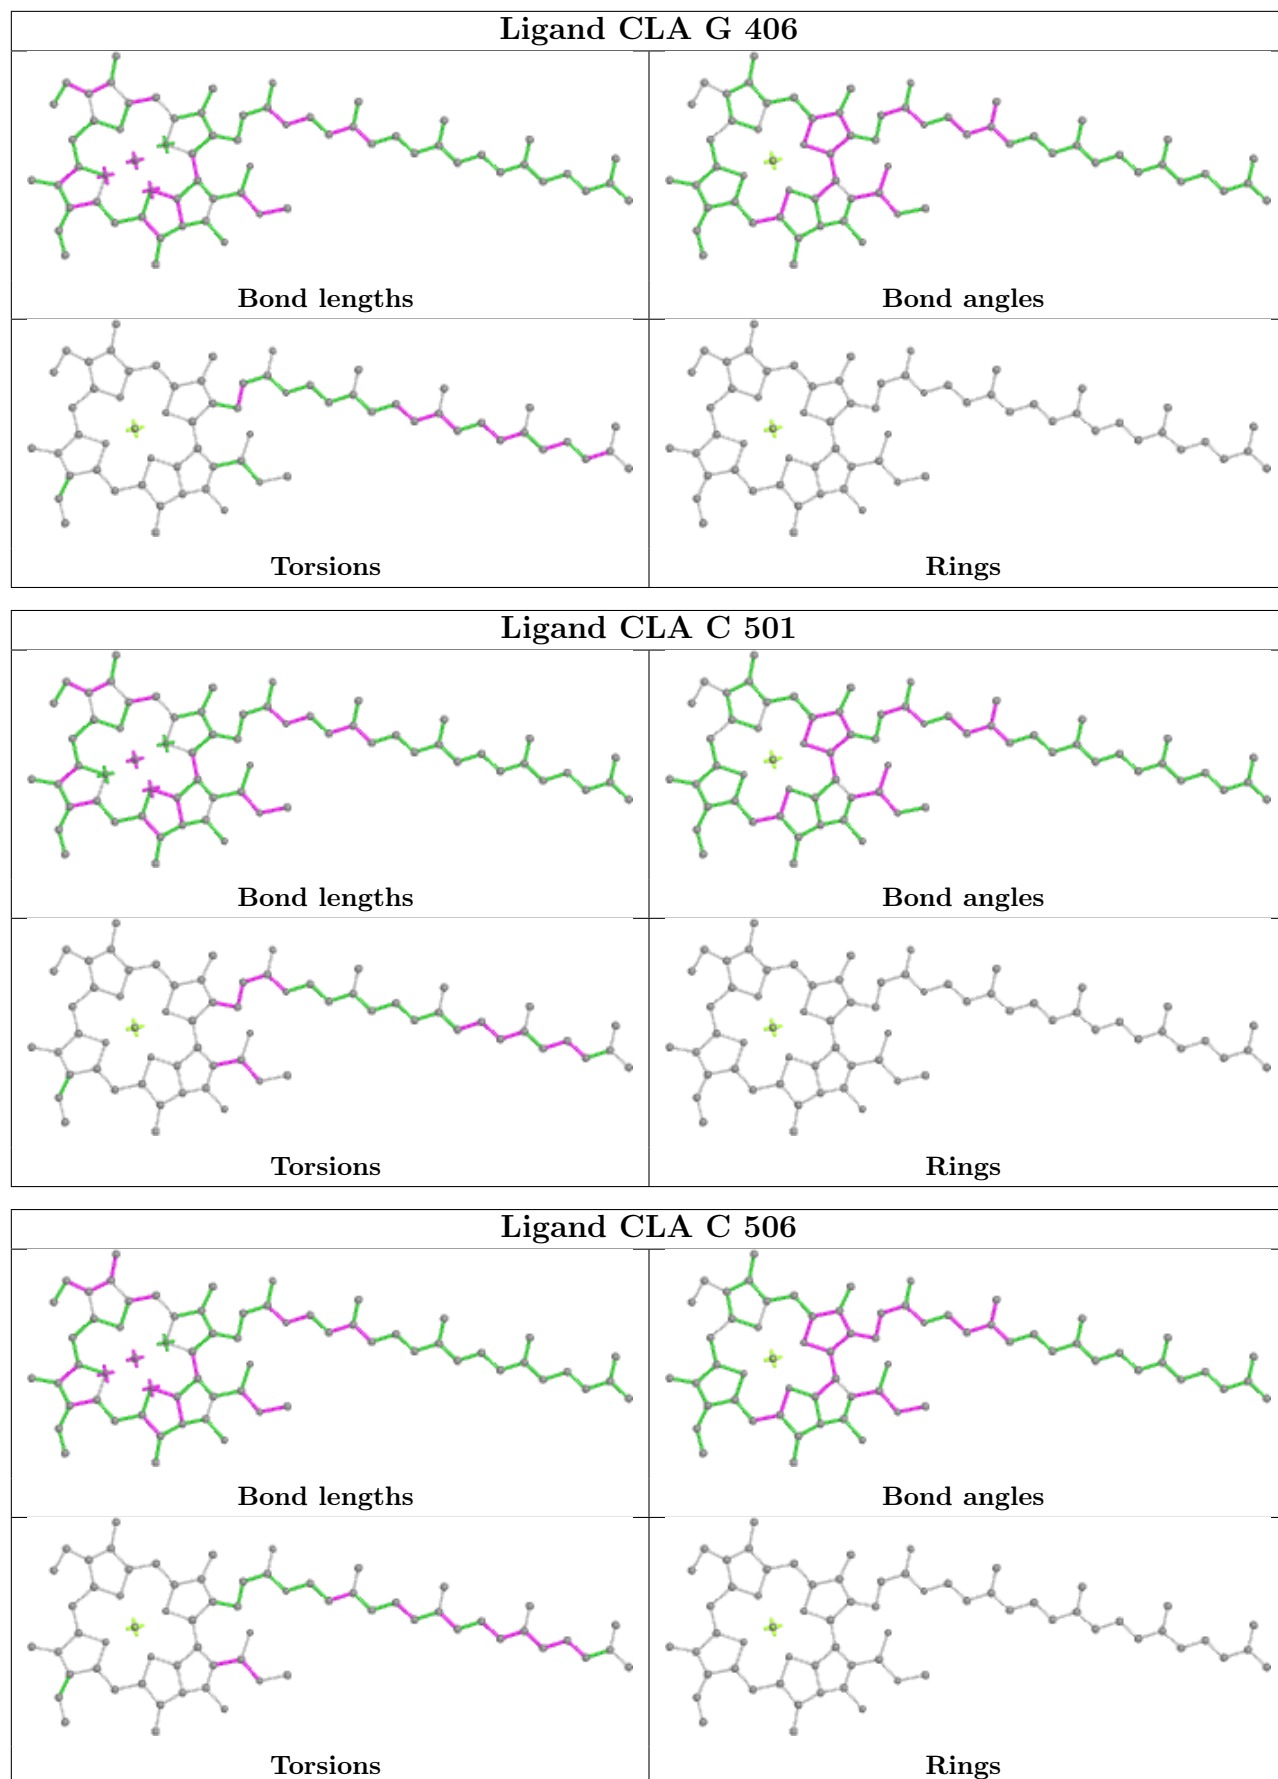 Ligand CLA G 406
Bond lengths
Bond angles
Torsions
Rings
Ligand CLA C 501
Bond lengths
Bond angles
Torsions
Rings
Ligand CLA C 506
Bond lengths
Bond angles
Torsions
Rings